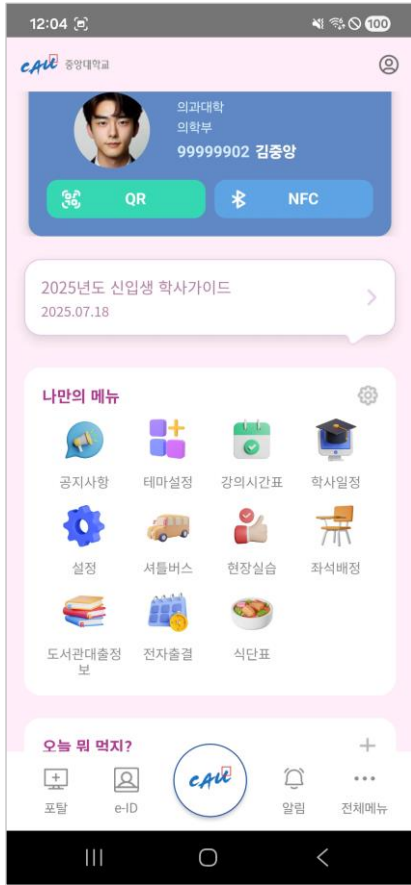 12:04
100
CAU 중앙대학교
의과대학
의학부
99999902 김중앙
QR
NFC
2025년도 신입생 학사가이드
2025.07.18
나만의 메뉴
공지사항
테마설정
강의시간표
학사일정
설정
셔틀버스
현장실습
좌석배정
도서관대출정
보
전자출결
식단표
오늘 뭐 먹지?
포탈
e-ID
CAU
알림
전체메뉴